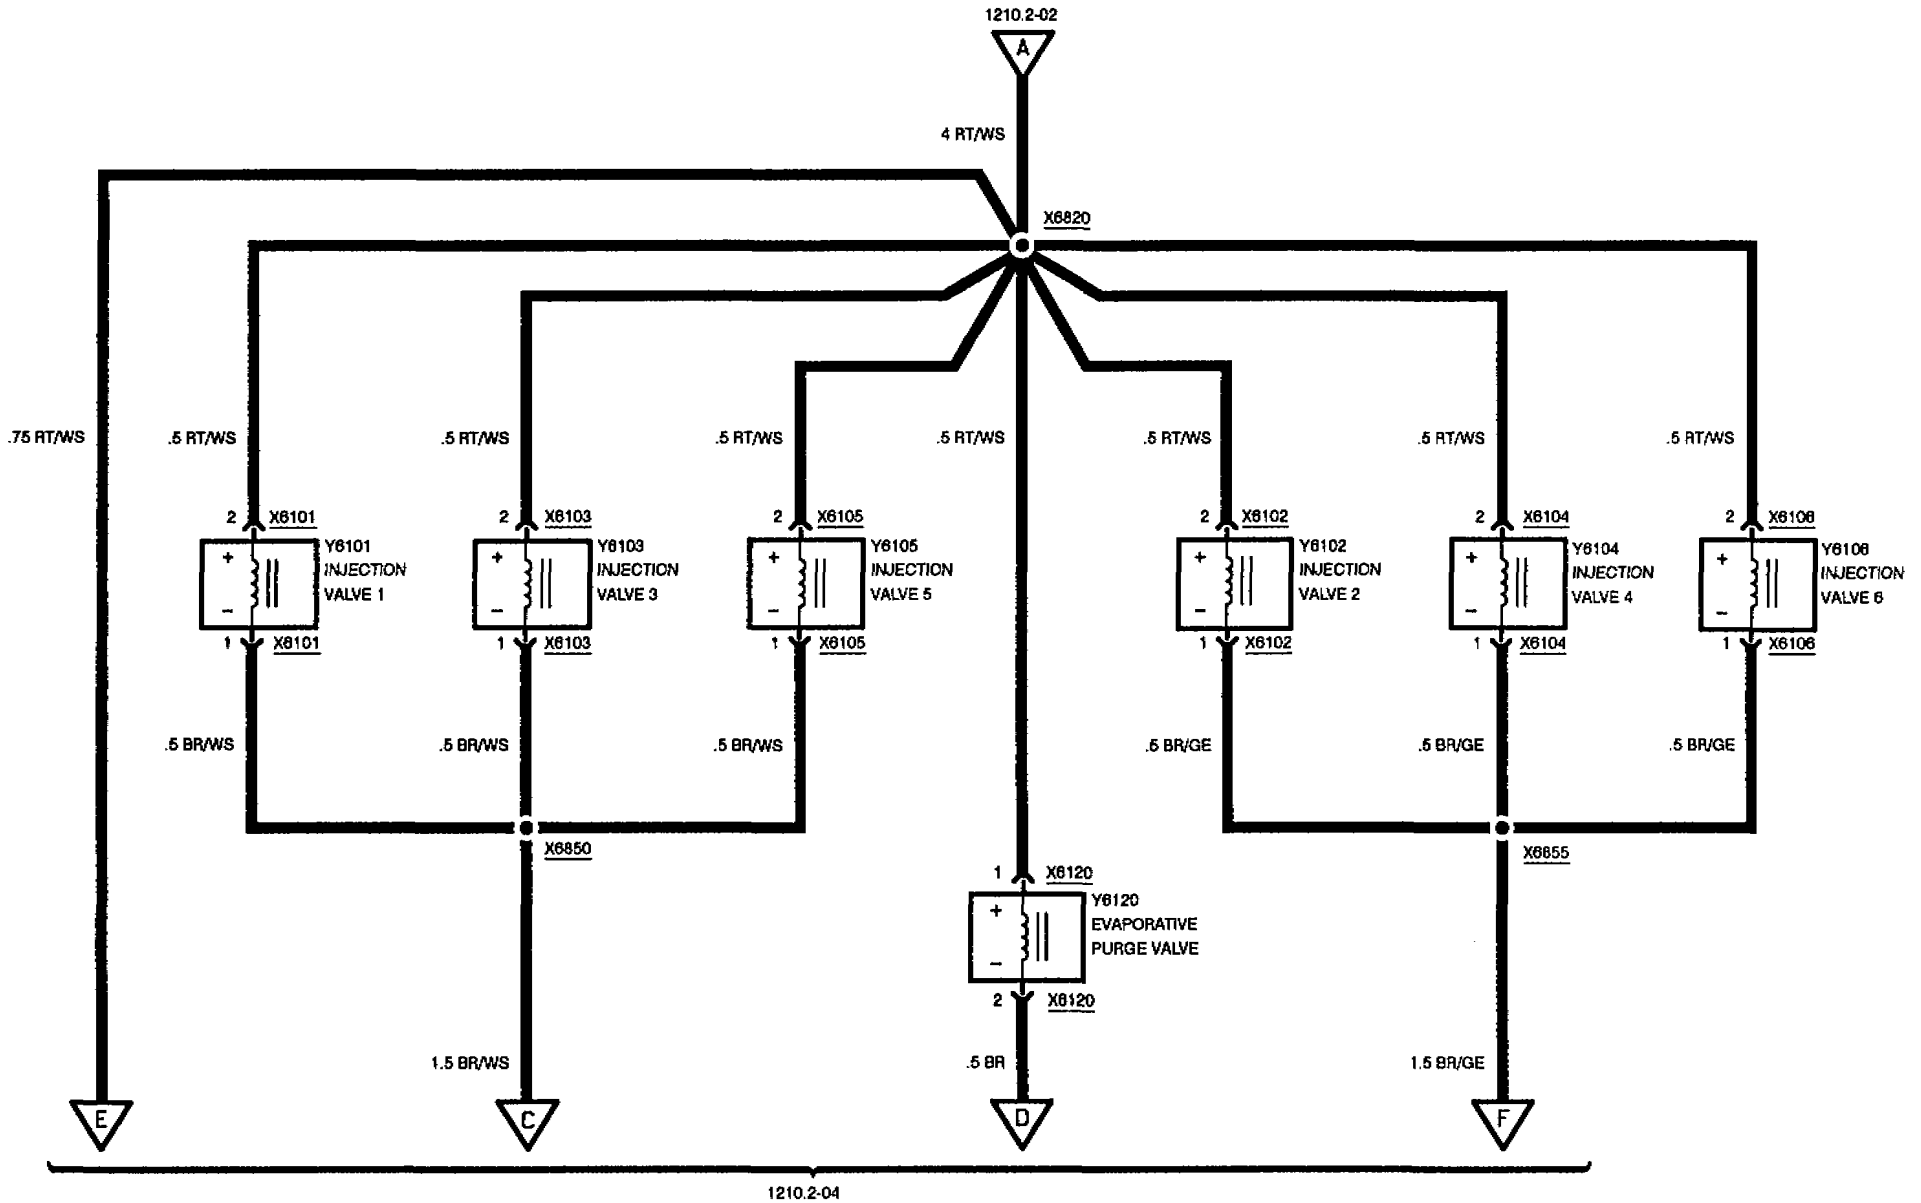 1210.2-02
A
4 RT/WS
X6820
.75 RT/WS
.5 RT/WS
.5 RT/WS
.5 RT/WS
.5 RT/WS
.5 RT/WS
.5 RT/WS
.5 RT/WS
2 X6101
2 X6103
2 X6105
2 X6102
2 X6104
2 X6106
+
−
Y6101
INJECTION
VALVE 1
+
−
Y6103
INJECTION
VALVE 3
+
−
Y6105
INJECTION
VALVE 5
+
−
Y6102
INJECTION
VALVE 2
+
−
Y6104
INJECTION
VALVE 4
+
−
Y6106
INJECTION
VALVE 6
1 X6101
1 X6103
1 X6105
1 X6102
1 X6104
1 X6106
.5 BR/WS
.5 BR/WS
.5 BR/WS
.5 BR/GE
.5 BR/GE
.5 BR/GE
X6850
X6855
1 X6120
+
−
Y6120
EVAPORATIVE
PURGE VALVE
2 X6120
1.5 BR/WS
.5 BR
1.5 BR/GE
E
C
D
F
1210.2-04